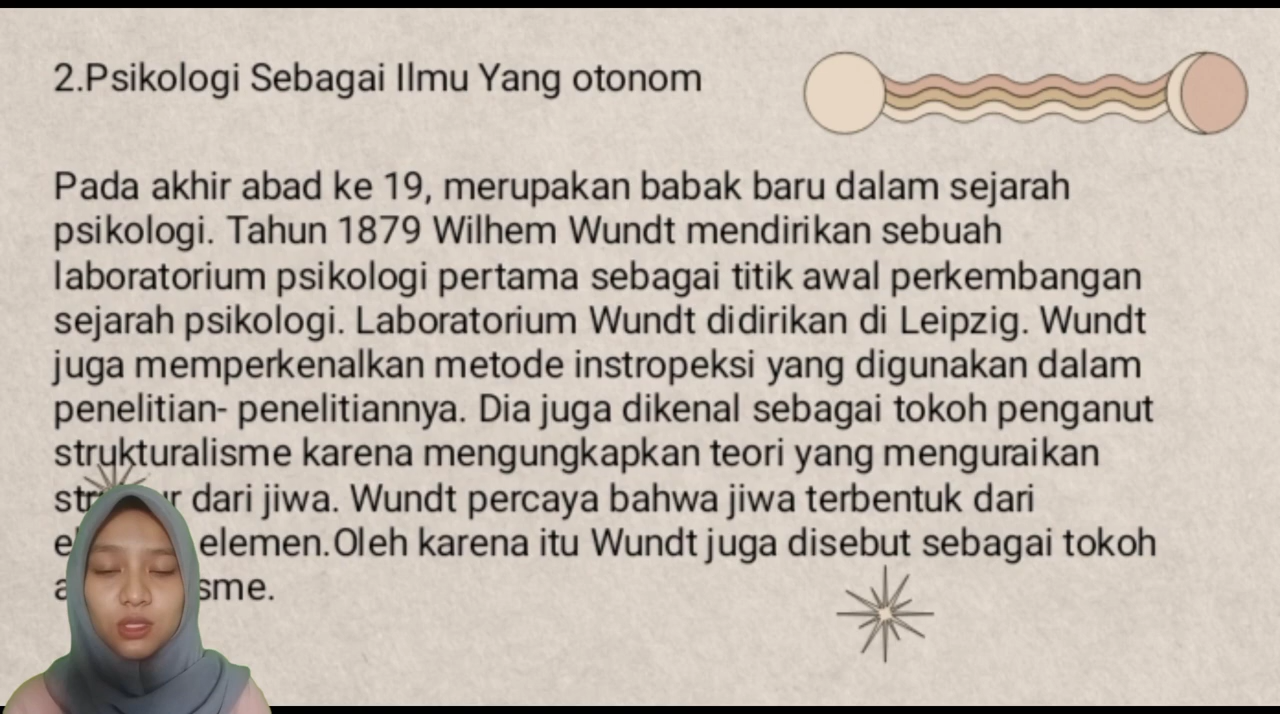 2.Psikologi Sebagai Ilmu Yang otonom
Pada akhir abad ke 19, merupakan babak baru dalam sejarah
psikologi. Tahun 1879 Wilhem Wundt mendirikan sebuah
laboratorium psikologi pertama sebagai titik awal perkembangan
sejarah psikologi. Laboratorium Wundt didirikan di Leipzig. Wundt
juga memperkenalkan metode instropeksi yang digunakan dalam
penelitian- penelitiannya. Dia juga dikenal sebagai tokoh penganut
strukturalisme karena mengungkapkan teori yang menguraikan
dari jiwa. Wundt percaya bahwa jiwa terbentuk dari
elemen.Oleh karena itu Wundt juga disebut sebagai tokoh